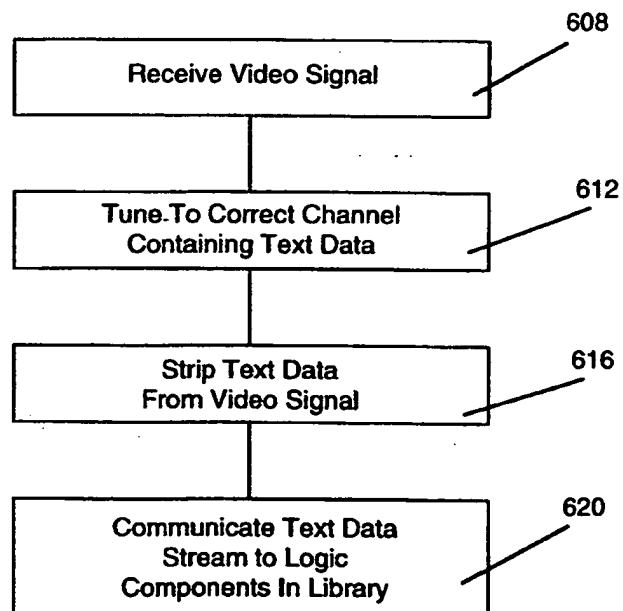 608
Receive Video Signal
612
Tune-To Correct Channel
Containing Text Data
616
Strip Text Data
From Video Signal
620
Communicate Text Data
Stream to Logic
Components In Library